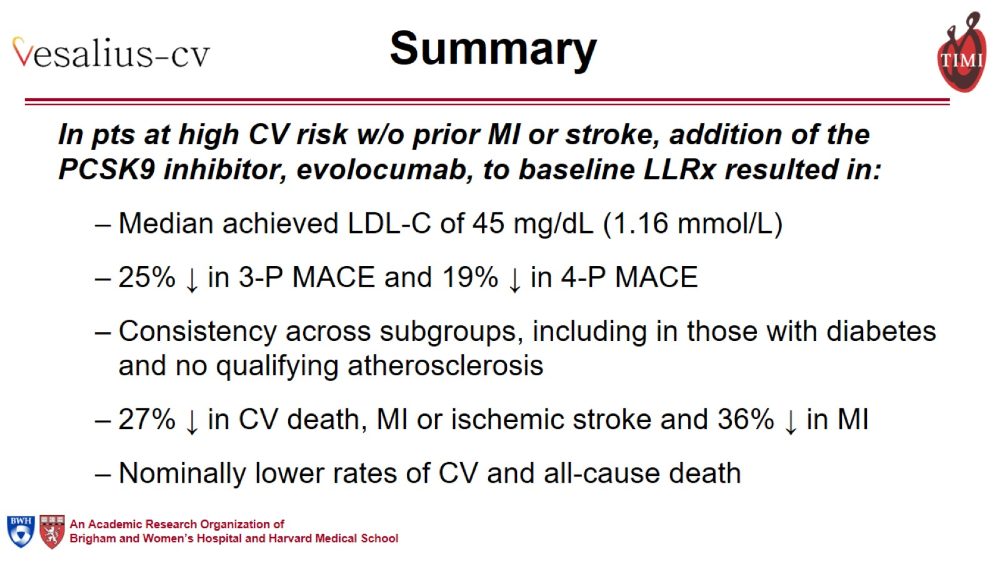 vesalius-cv
Summary
TIMI
In pts at high CV risk w/o prior MI or stroke, addition of the
PCSK9 inhibitor, evolocumab, to baseline LLRx resulted in:
– Median achieved LDL-C of 45 mg/dL (1.16 mmol/L)
– 25% ↓ in 3-P MACE and 19% ↓ in 4-P MACE
– Consistency across subgroups, including in those with diabetes
and no qualifying atherosclerosis
– 27% ↓ in CV death, MI or ischemic stroke and 36% ↓ in MI
– Nominally lower rates of CV and all-cause death
BWH
An Academic Research Organization of
Brigham and Women's Hospital and Harvard Medical School